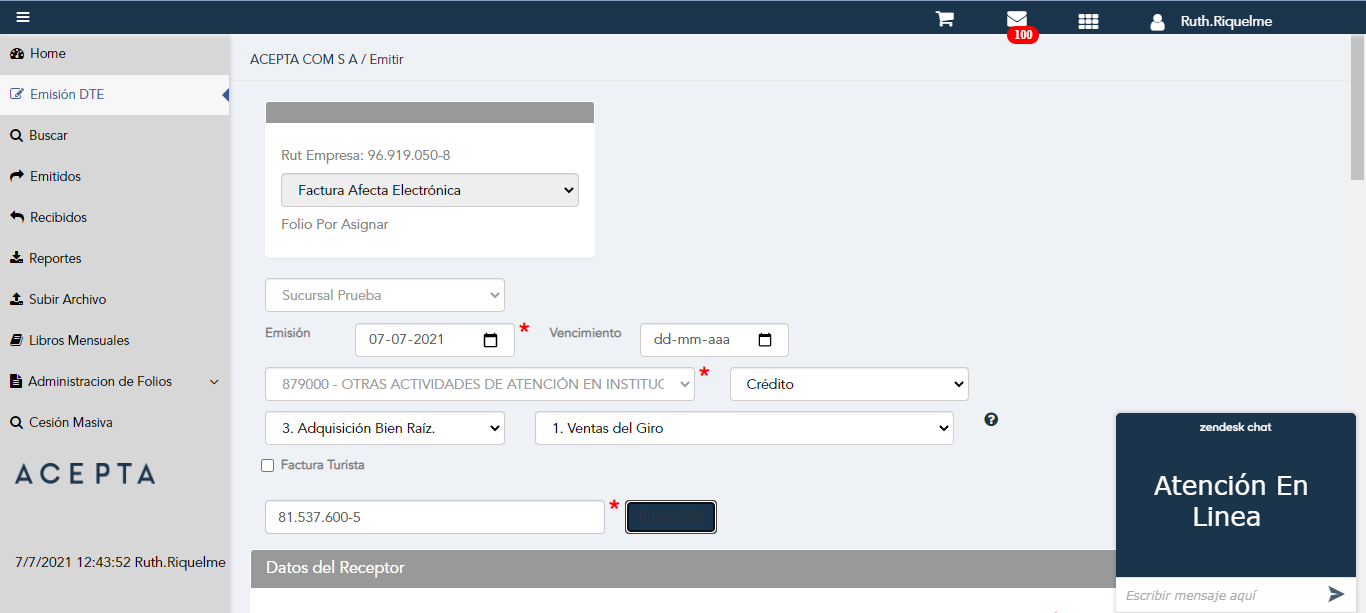 100
Ruth.Riquelme
Home
Emisión DTE
Buscar
Emitidos
Recibidos
Reportes
Subir Archivo
Libros Mensuales
Administracion de Folios
Cesión Masiva
ACEPTA
7/7/2021 12:43:52 Ruth.Riquelme
ACEPTA COM S A / Emitir
Rut Empresa: 96.919.050-8
Factura Afecta Electrónica
Folio Por Asignar
Sucursal Prueba
Emisión 07-07-2021 * Vencimiento dd-mm-aaa
879000 - OTRAS ACTIVIDADES DE ATENCIÓN EN INSTITUC * Crédito
3. Adquisición Bien Raíz. 1. Ventas del Giro ?
Factura Turista
81.537.600-5 *
Datos del Receptor
zendesk chat
Atención En
Linea
Escribir mensaje aquí